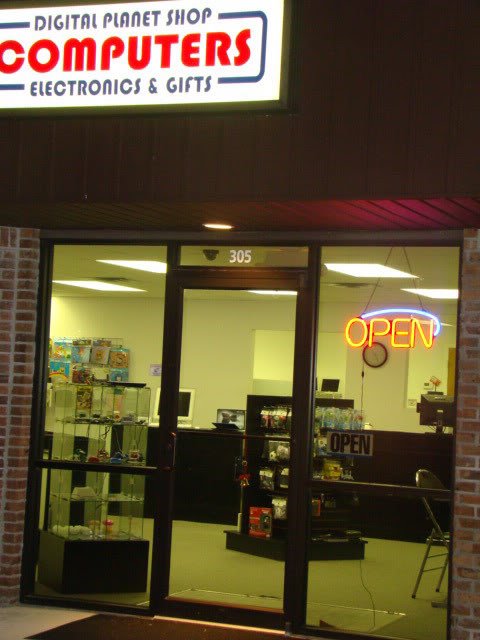 DIGITAL PLANET SHOP
COMPUTERS
ELECTRONICS & GIFTS
305
OPEN
OPEN